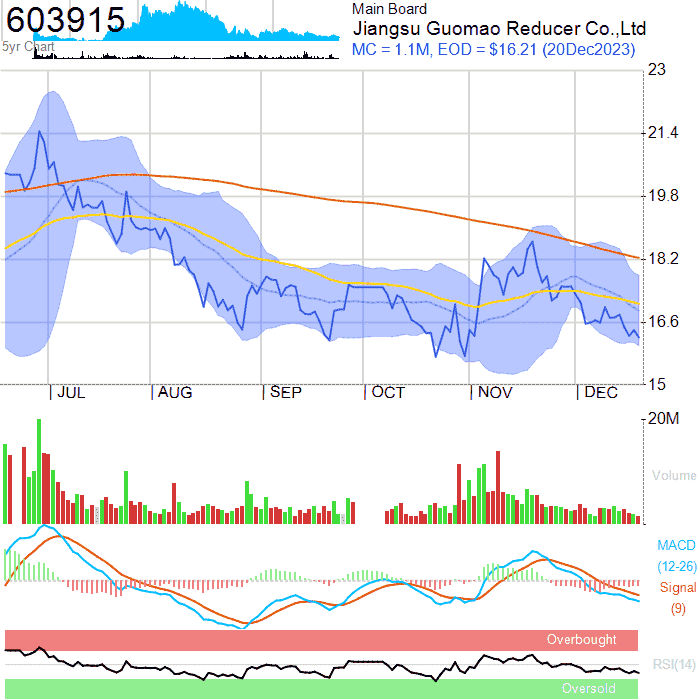 603915
5yr Chart
Main Board
Jiangsu Guomao Reducer Co.,Ltd
MC = 1.1M, EOD = $16.21 (20Dec2023)
23
21.4
19.8
18.2
16.6
15
JUL
AUG
SEP
OCT
NOV
DEC
20M
Volume
MACD
(12-26)
Signal
(9)
Overbought
RSI(14)
Oversold